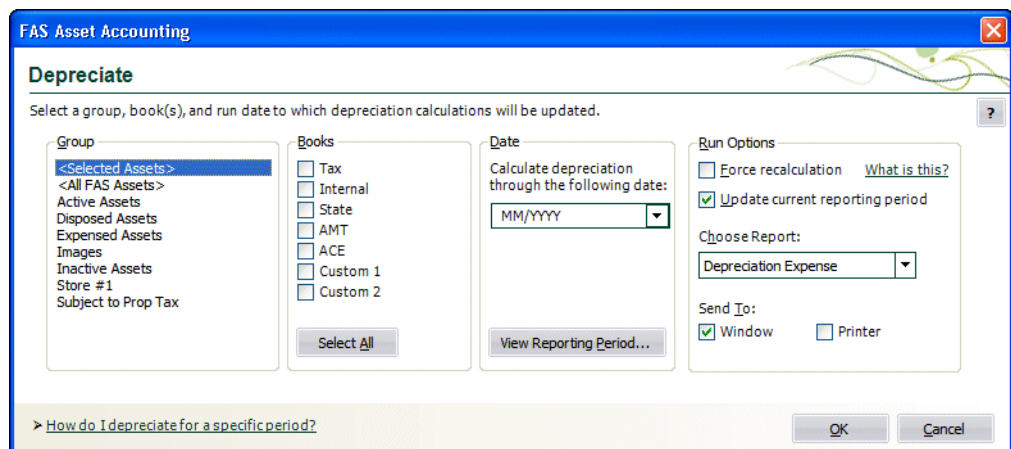 FAS Asset Accounting
Depreciate
Select a group, book(s), and run date to which depreciation calculations will be updated.
?
Group
<Selected Assets>
<All FAS Assets>
Active Assets
Disposed Assets
Expensed Assets
Images
Inactive Assets
Store #1
Subject to Prop Tax
Books
Tax
Internal
State
AMT
ACE
Custom 1
Custom 2
Select All
Date
Calculate depreciation
through the following date:
MM/YYYY
View Reporting Period...
Run Options
Force recalculation What is this?
Update current reporting period
Choose Report:
Depreciation Expense
Send To:
Window Printer
➢ How do I depreciate for a specific period?
OK Cancel